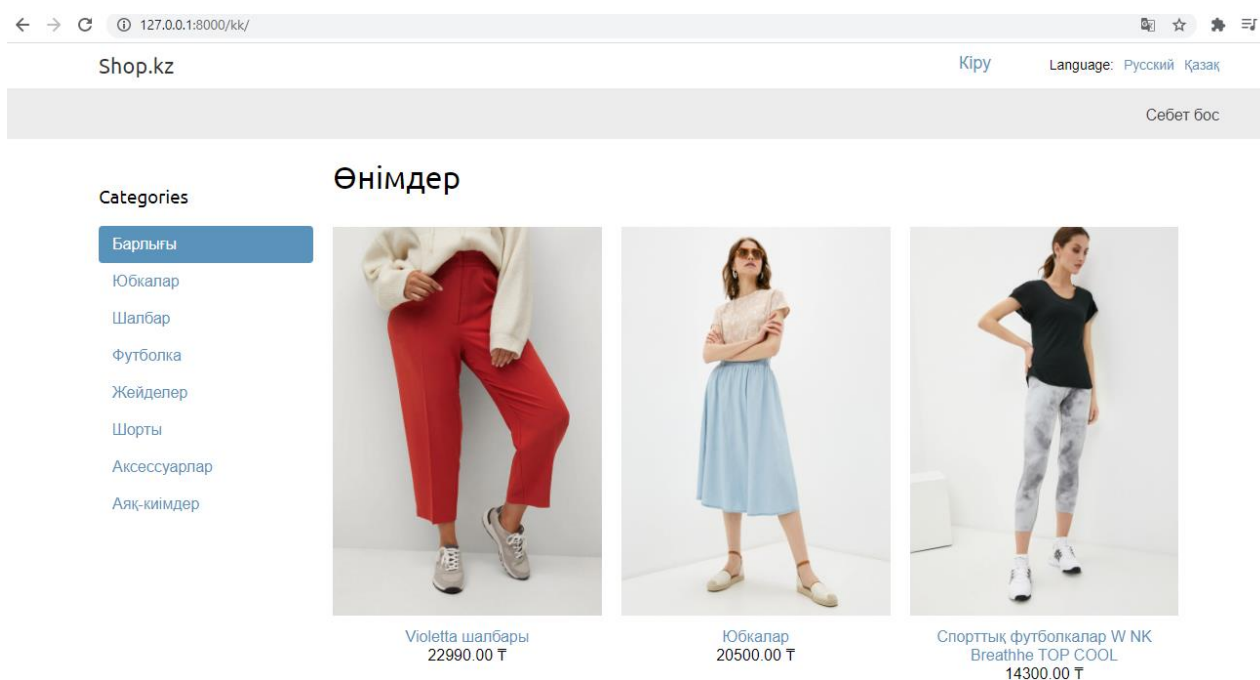 127.0.0.1:8000/kk/
Shop.kz
Кіру
Language: Русский Қазақ
Себет бос
Categories
Барлығы
Юбкалар
Шалбар
Футболка
Жейделер
Шорты
Аксессуарлар
Аяқ-киімдер
Өнімдер
Violetta шалбары
22990.00 ₸
Юбкалар
20500.00 ₸
Спорттық футболкалар W NK
Breathhe TOP COOL
14300.00 ₸